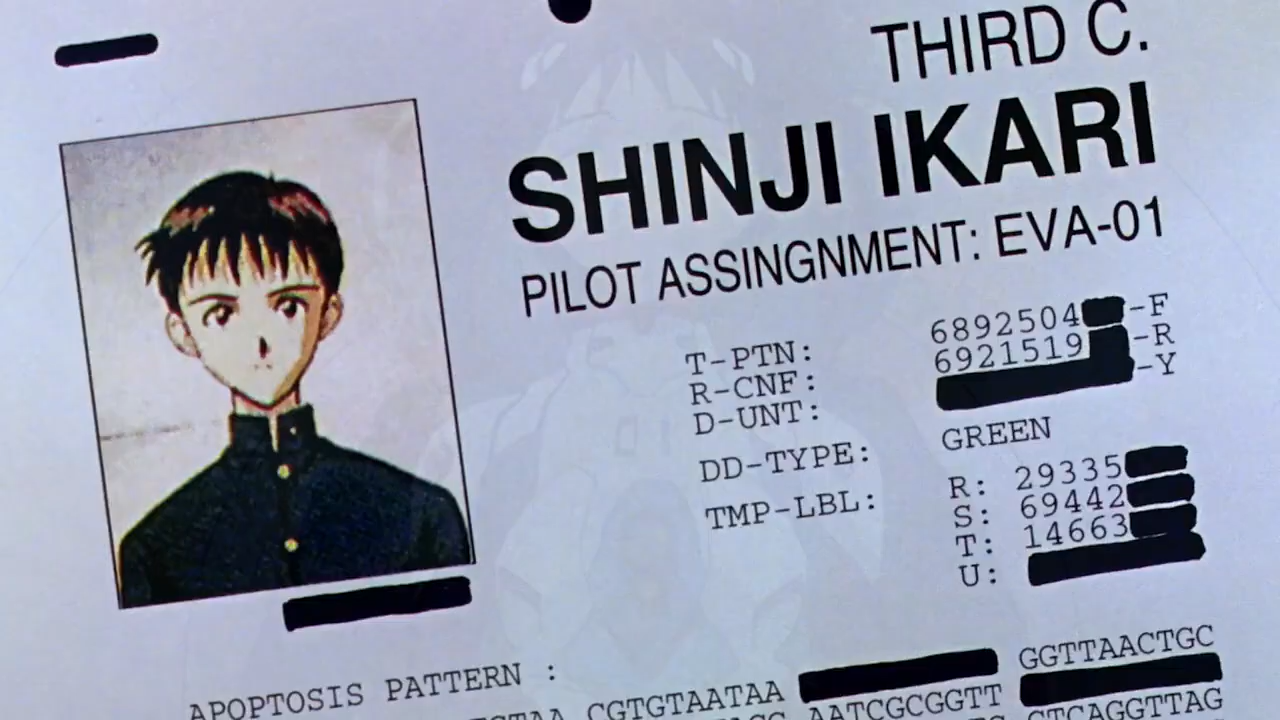 THIRD C.
SHINJI IKARI
PILOT ASSINGNMENT: EVA-01
T-PTN: 6892504 -F
R-CNF: 6921519 -R
D-UNT: -Y
DD-TYPE: GREEN
TMP-LBL: R: 29335
S: 69442
T: 14663
U:
APOPTOSIS PATTERN :
CGTGTAATAA GGTTAACTGC
AATCGCGGTT
GTCAGGTTAG